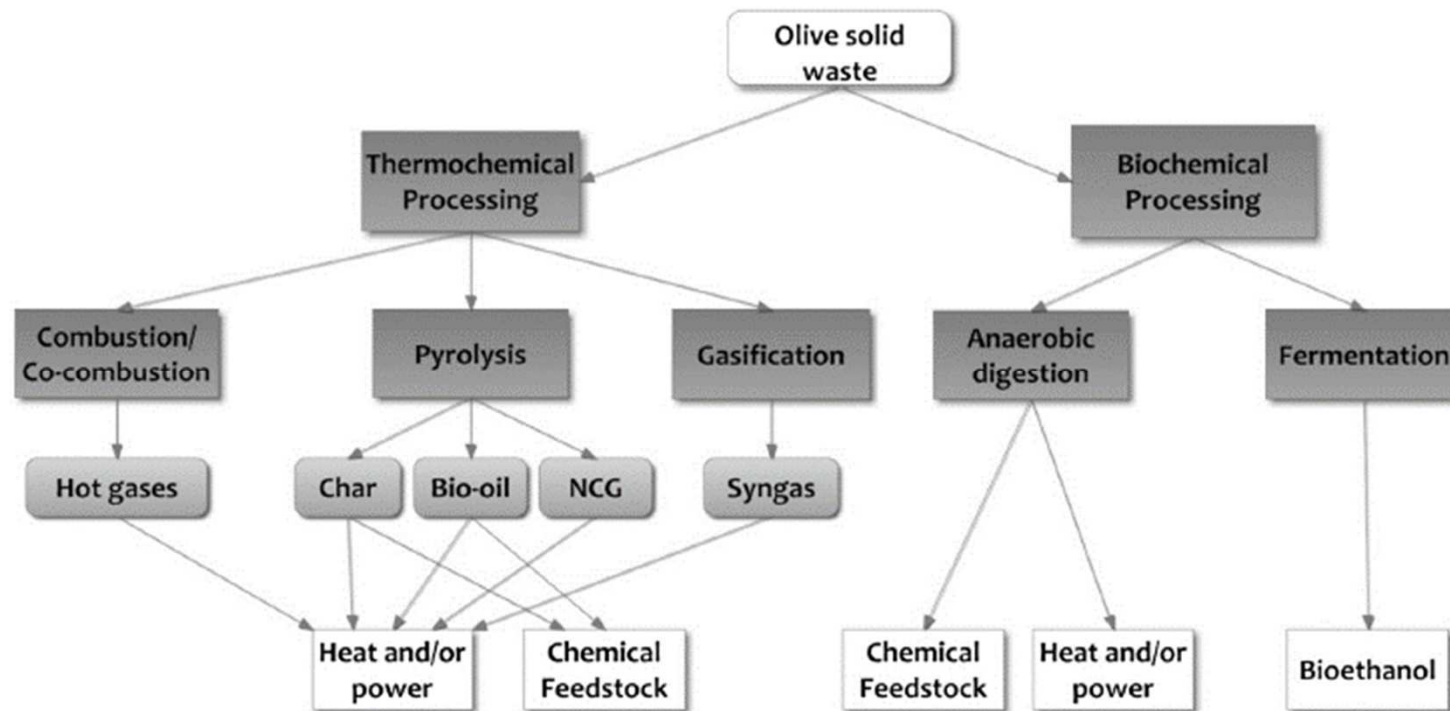 Olive solid
waste
Thermochemical
Processing
Biochemical
Processing
Combustion/
Co-combustion
Pyrolysis
Gasification
Anaerobic
digestion
Fermentation
Hot gases
Char
Bio-oil
NCG
Syngas
Heat and/or
power
Chemical
Feedstock
Chemical
Feedstock
Heat and/or
power
Bioethanol